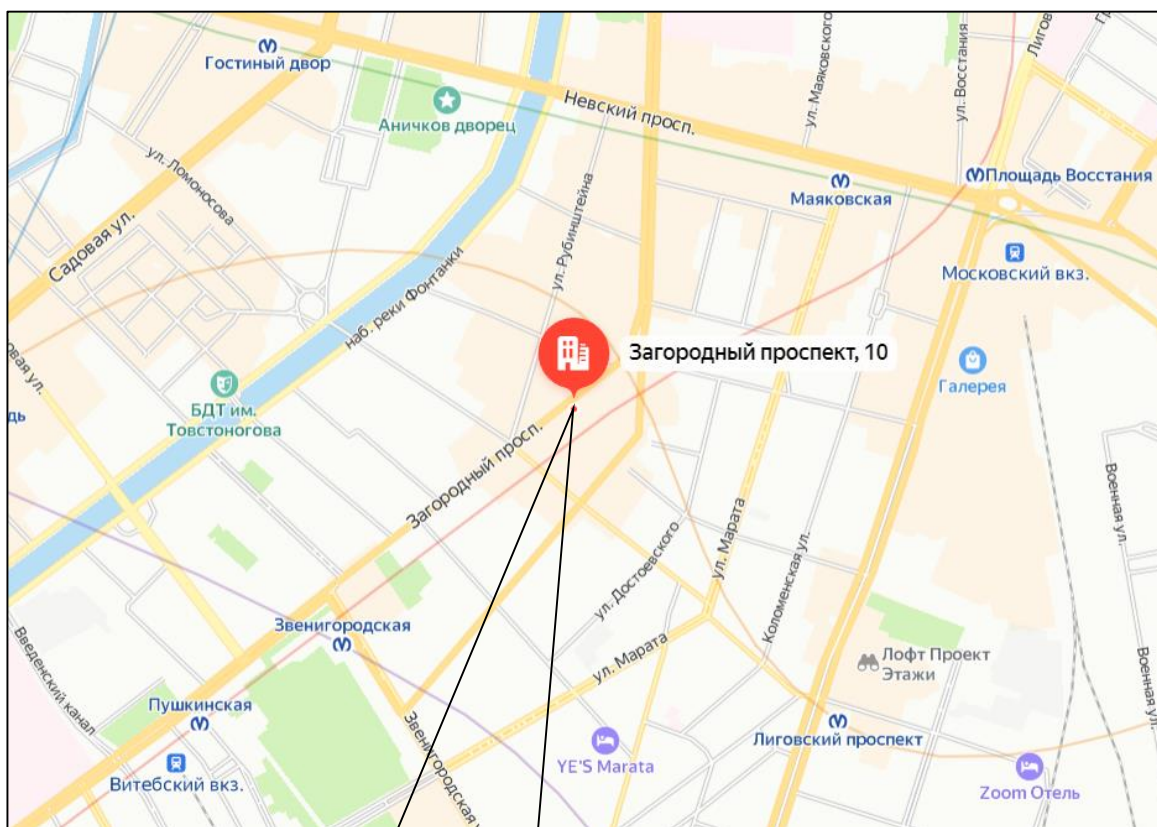 Гостиный двор
Аничков дворец
Невский просп.
ул. Маяковского
ул. Восстания
ул. Ломоносова
Садовая ул.
ул. Рубинштейна
Маяковская
Площадь Восстания
Московский вкз.
наб. реки Фонтанки
Загородный проспект, 10
Галерея
БДТ им.
Товстоногова
Загородный просп.
Военная ул.
ул. Достоевского
ул. Марата
Коломенская ул.
Звенигородская
ул. Марата
Лофт Проект
Этажи
Военная ул.
Введенский канал
Пушкинская
Звенигородская ул.
Лиговский проспект
YE'S Marata
Витебский вкз.
Zoom Отель